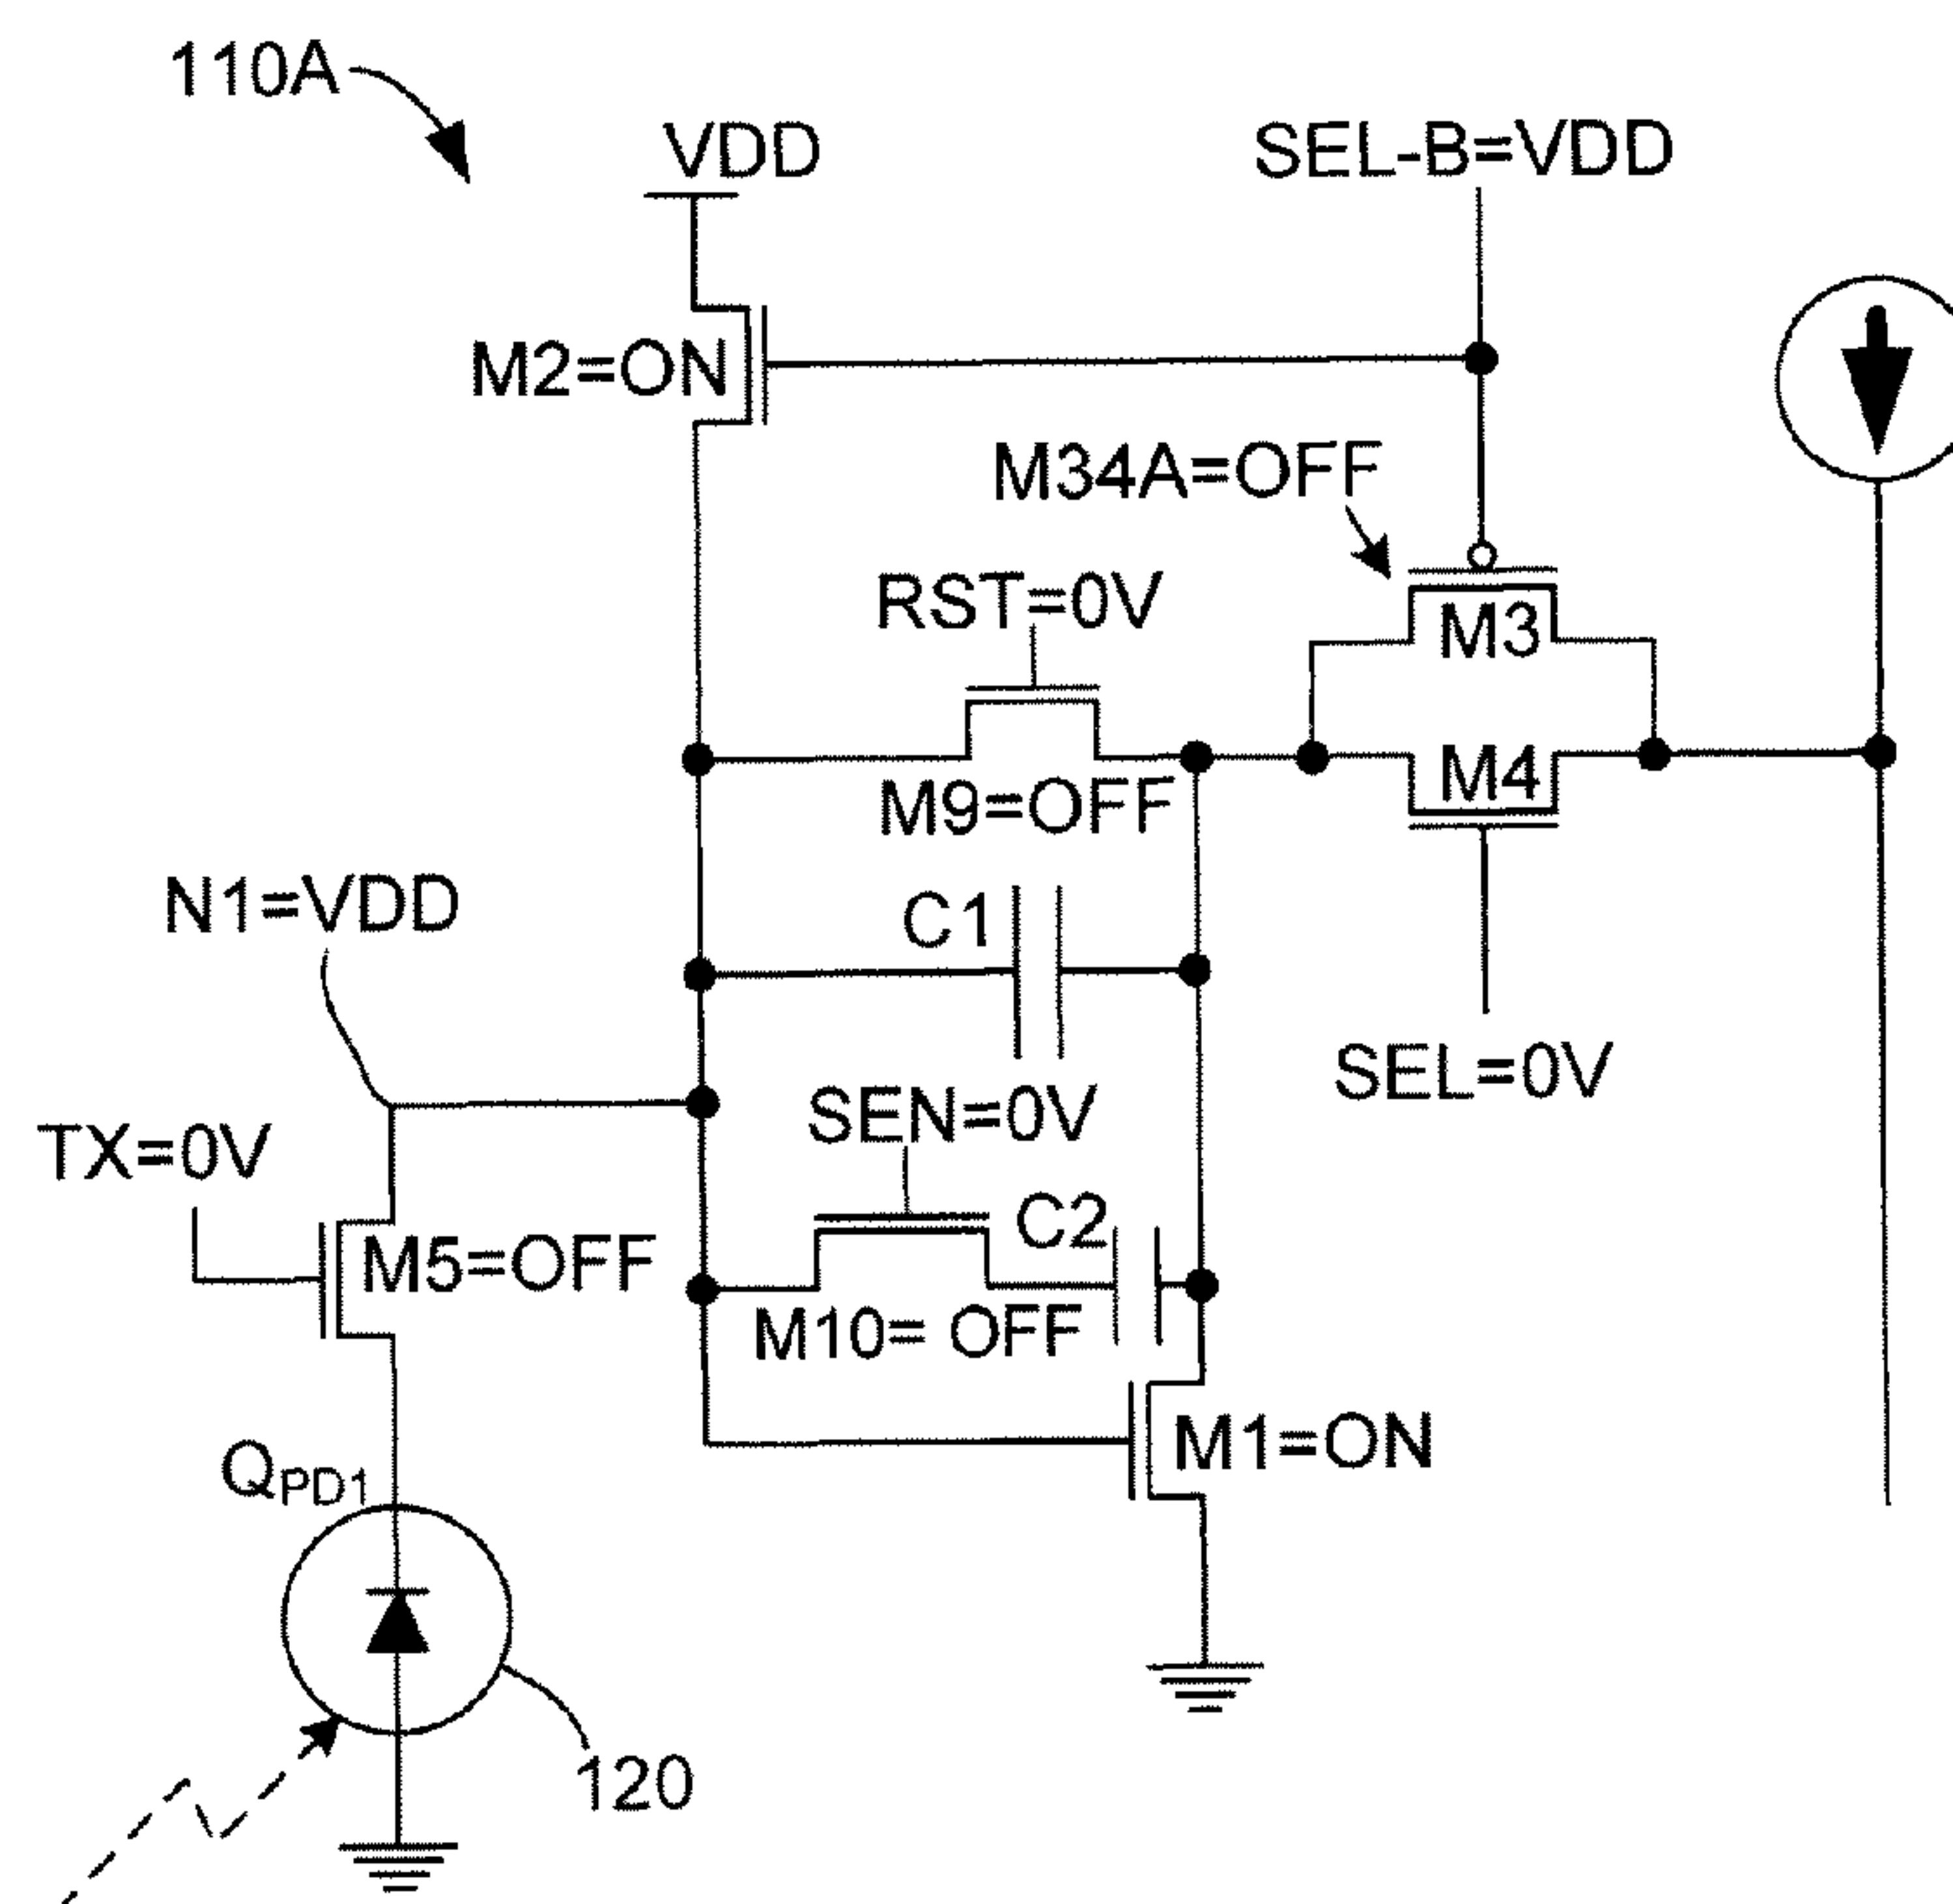 110A
VDD
SEL-B=VDD
M2=ON
M34A=OFF
RST=0V
M3
M9=OFF
M4
N1=VDD
C1
SEL=0V
SEN=0V
TX=0V
C2
M5=OFF
M10= OFF
M1=ON
QPD1
120